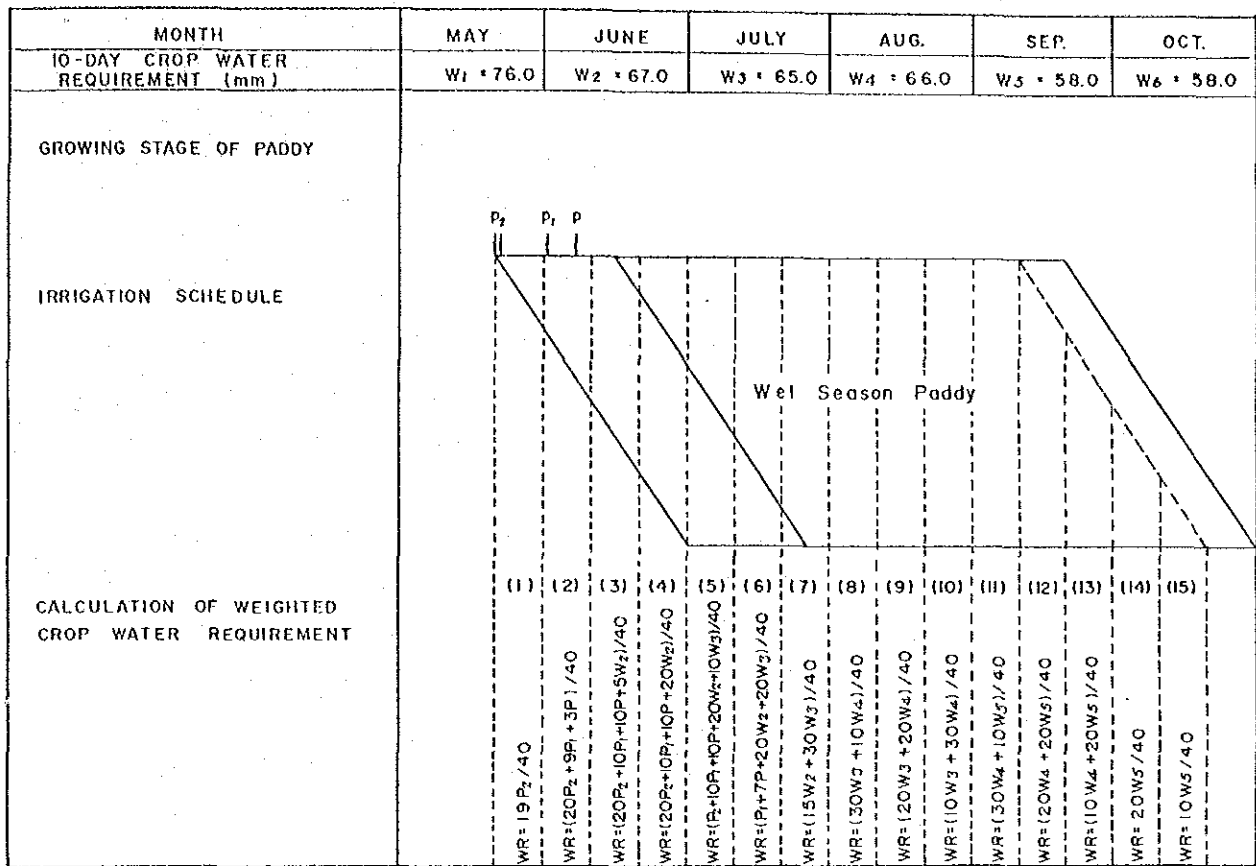 MONTH MAY JUNE JULY AUG. SEP. OCT.
10-DAY CROP WATER
REQUIREMENT (mm) W1 = 76.0 W2 = 67.0 W3 = 65.0 W4 = 66.0 W5 = 58.0 W6 = 58.0
GROWING STAGE OF PADDY
P2 P1 P
IRRIGATION SCHEDULE
Wet Season Paddy
(1) (2) (3) (4) (5) (6) (7) (8) (9) (10) (11) (12) (13) (14) (15)
CALCULATION OF WEIGHTED
CROP WATER REQUIREMENT
WR=19P2/40
WR=(20P2+9P1+3P)/40
WR=(20P2+10P1+10P+5W2)/40
WR=(20P2+10P1+10P+20W2)/40
WR=(P2+10P1+10P+20W2+10W3)/40
WR=(P1+7P+20W2+20W3)/40
WR=(15W2+30W3)/40
WR=(30W3+10W4)/40
WR=(20W3+20W4)/40
WR=(10W3+30W4)/40
WR=(30W4+10W5)/40
WR=(20W4+20W5)/40
WR=(10W4+20W5)/40
WR=20W5/40
WR=10W5/40